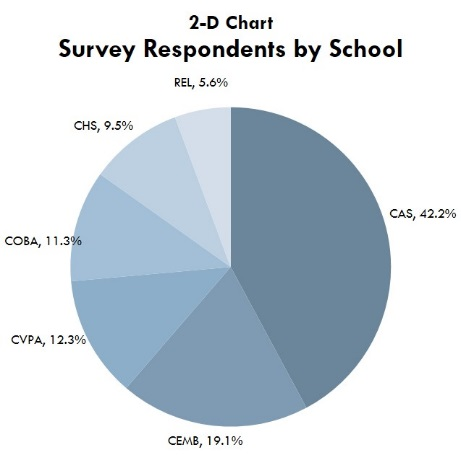 2-D Chart
Survey Respondents by School
REL, 5.6%
CHS, 9.5%
CAS, 42.2%
COBA, 11.3%
CVPA, 12.3%
CEMB, 19.1%